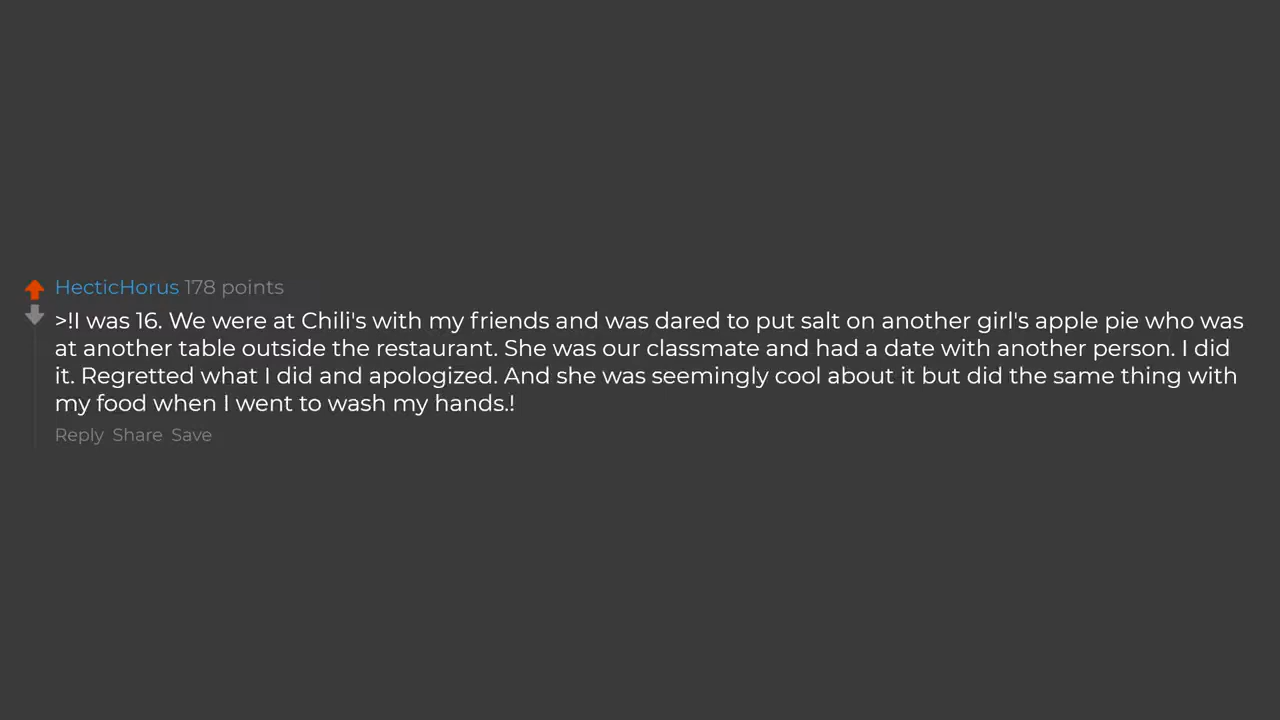 HecticHorus 178 points
>!I was 16. We were at Chili's with my friends and was dared to put salt on another girl's apple pie who was
at another table outside the restaurant. She was our classmate and had a date with another person. I did
it. Regretted what I did and apologized. And she was seemingly cool about it but did the same thing with
my food when I went to wash my hands.!
Reply Share Save